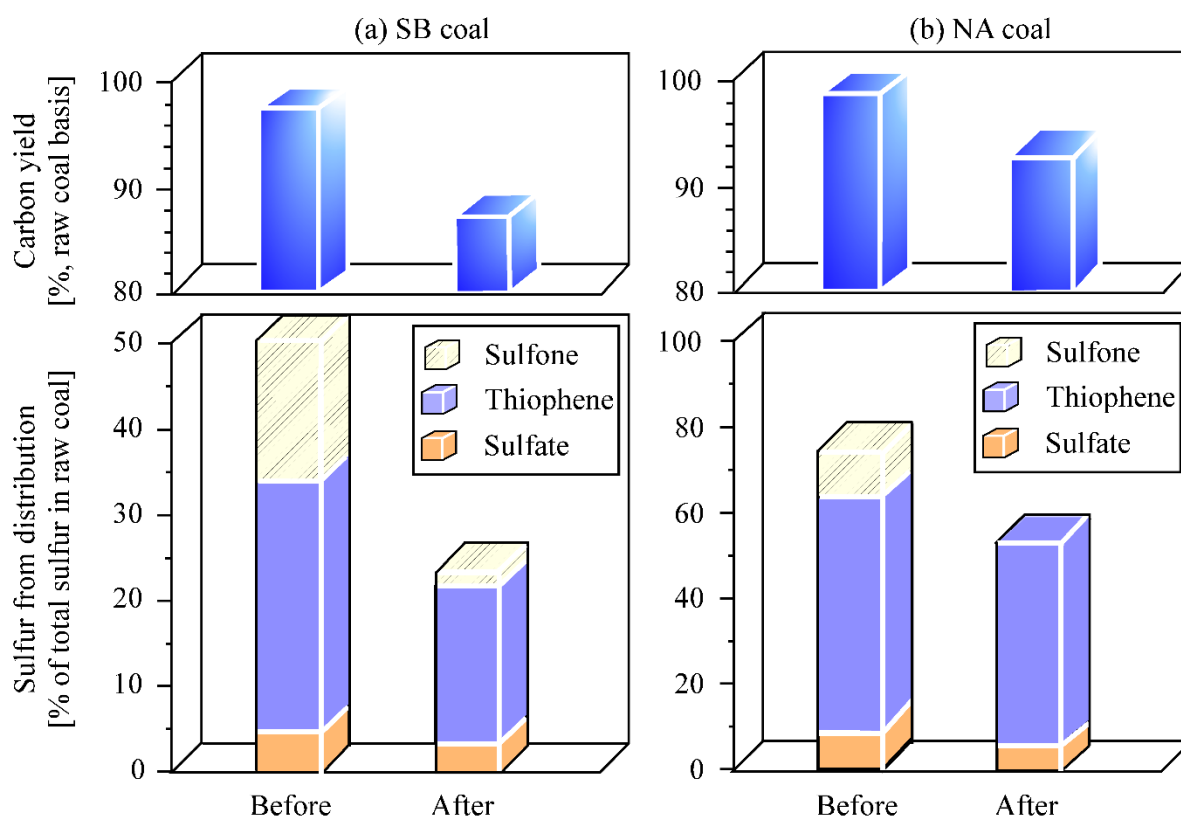 (a) SB coal
(b) NA coal
Carbon yield
[%, raw coal basis]
100
90
80
100
90
80
Sulfur from distribution
[% of total sulfur in raw coal]
50
40
30
20
10
0
Sulfone
Thiophene
Sulfate
Before
After
100
80
60
40
20
0
Sulfone
Thiophene
Sulfate
Before
After